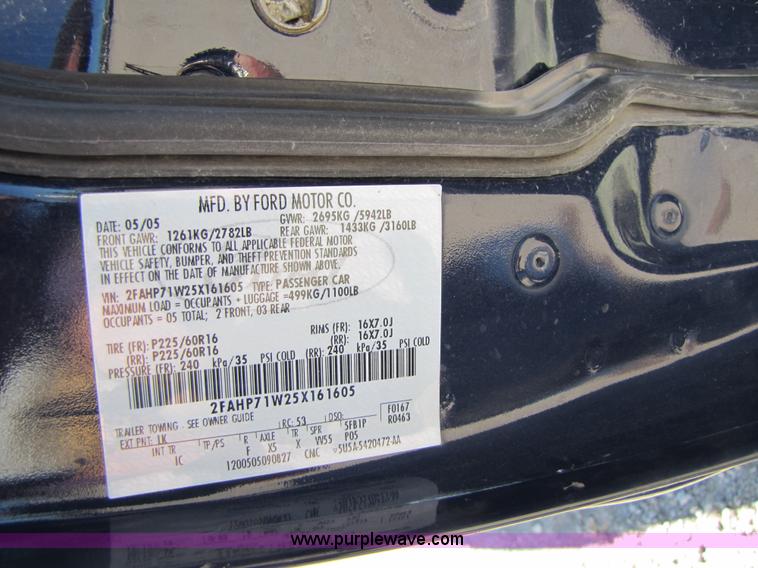 MFD. BY FORD MOTOR CO.
DATE: 05/05 GVWR: 2695KG /5942LB
FRONT GAWR: 1261KG/2782LB REAR GAWR: 1433KG /3160LB
THIS VEHICLE CONFORMS TO ALL APPLICABLE FEDERAL MOTOR
VEHICLE SAFETY, BUMPER, AND THEFT PREVENTION STANDARDS
IN EFFECT ON THE DATE OF MANUFACTURE SHOWN ABOVE.
VIN: 2FAHP71W25X161605 TYPE: PASSENGER CAR
MAXIMUM LOAD = OCCUPANTS + LUGGAGE =499KG/1100LB
OCCUPANTS = 05 TOTAL; 2 FRONT, 03 REAR
TIRE (FR): P225/60R16 RIMS (FR): 16X7.0J
(RR): P225/60R16 (RR): 16X7.0J
PRESSURE (FR): 240 kPa/35 PSI COLD (RR): 240 kPa/35 PSI COLD
2FAHP71W25X161605
TRAILER TOWING - SEE OWNER GUIDE
EXT PNT: LK RC: 53 DSO: F0167
INT TR TP/PS R AXLE TR SPR 5FB1P R0463
IC F X5 X VV55 P05
1200505090827 CMC 5U5A-5420472-AA
www.purplewave.com